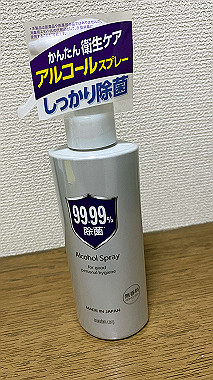 かんたん衛生ケア
アルコールスプレー
しっかり除菌
99.99%
除菌
Alcohol Spray
for good
personal hygiene
無香料
MADE IN JAPAN